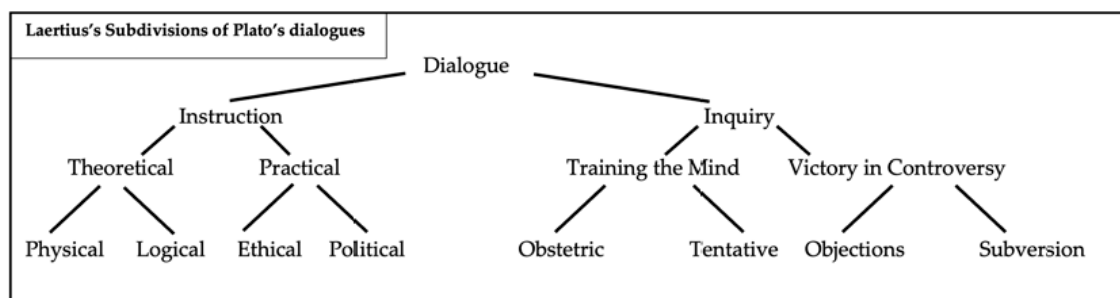 Laertius's Subdivisions of Plato's dialogues
Dialogue
Instruction Inquiry
Theoretical Practical Training the Mind Victory in Controversy
Physical Logical Ethical Political Obstetric Tentative Objections Subversion